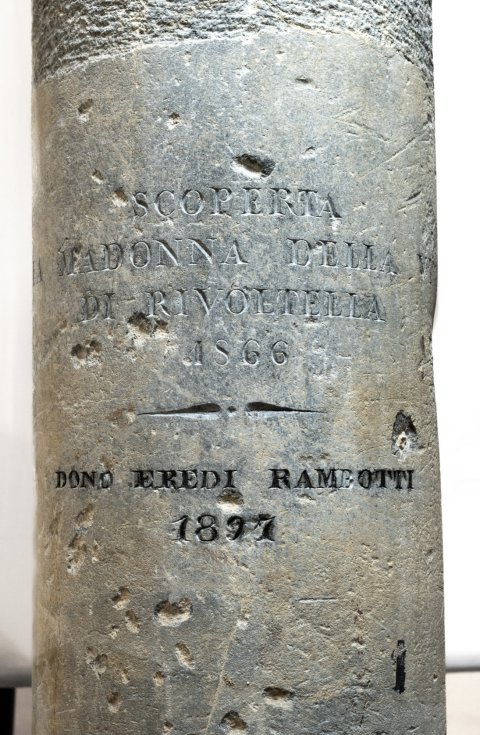 SCOPERTA
MADONNA DELLA
DI RIVOLTELLA
1866
DONO EREDI RAMBOTTI
1897
1